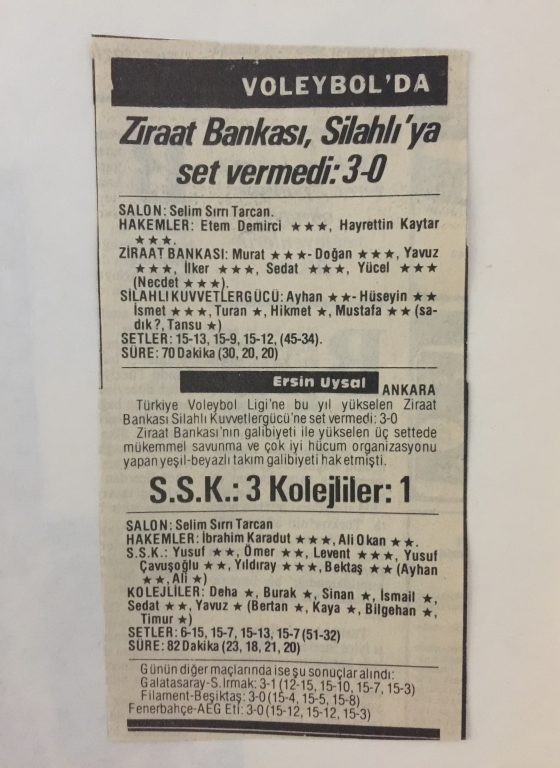 VOLEYBOL'DA
Ziraat Bankası, Silahlı'ya
set vermedi: 3-0
SALON: Selim Sırrı Tarcan.
HAKEMLER: Etem Demirci ★★★, Hayrettin Kaytar
★★★.
ZİRAAT BANKASI: Murat ★★★- Doğan ★★★, Yavuz
★★★, İlker ★★★, Sedat ★★★, Yücel ★★★
(Necdet ★★★).
SİLAHLI KUVVETLERGÜCÜ: Ayhan ★★- Hüseyin ★★
İsmet ★★★, Turan ★, Hikmet ★, Mustafa ★★ (sa-
dık?, Tansu ★)
SETLER: 15-13, 15-9, 15-12, (45-34).
SÜRE: 70 Dakika (30, 20, 20)
Ersin Uysal ANKARA
Türkiye Voleybol Ligi'ne bu yıl yükselen Ziraat
Bankası Silahlı Kuvvetlergücü'ne set vermedi: 3-0
Ziraat Bankası'nın galibiyeti ile yükselen üç settede
mükemmel savunma ve çok iyi hücum organizasyonu
yapan yeşil-beyazlı takım galibiyeti hak etmişti.
S.S.K.: 3 Kolejliler: 1
SALON: Selim Sırrı Tarcan
HAKEMLER: İbrahim Karadut ★★★, Ali Okan ★★.
S.S.K.: Yusuf ★★, Ömer ★★, Levent ★★★, Yusuf
Çavuşoğlu ★★, Yıldıray ★★★, Bektaş ★★ (Ayhan
★★, Ali ★)
KOLEJLİLER: Deha ★, Burak ★, Sinan ★, İsmail ★,
Sedat ★★, Yavuz ★ (Bertan ★, Kaya ★, Bilgehan ★,
Timur ★)
SETLER: 6-15, 15-7, 15-13, 15-7 (51-32)
SÜRE: 82 Dakika (23, 18, 21, 20)
Günün diğer maçlarında ise şu sonuçlar alındı:
Galatasaray-S.Irmak: 3-1 (12-15, 15-10, 15-7, 15-3)
Filament-Beşiktaş: 3-0 (15-4, 15-5, 15-8)
Fenerbahçe-AEG Eti: 3-0 (15-12, 15-12, 15-3)